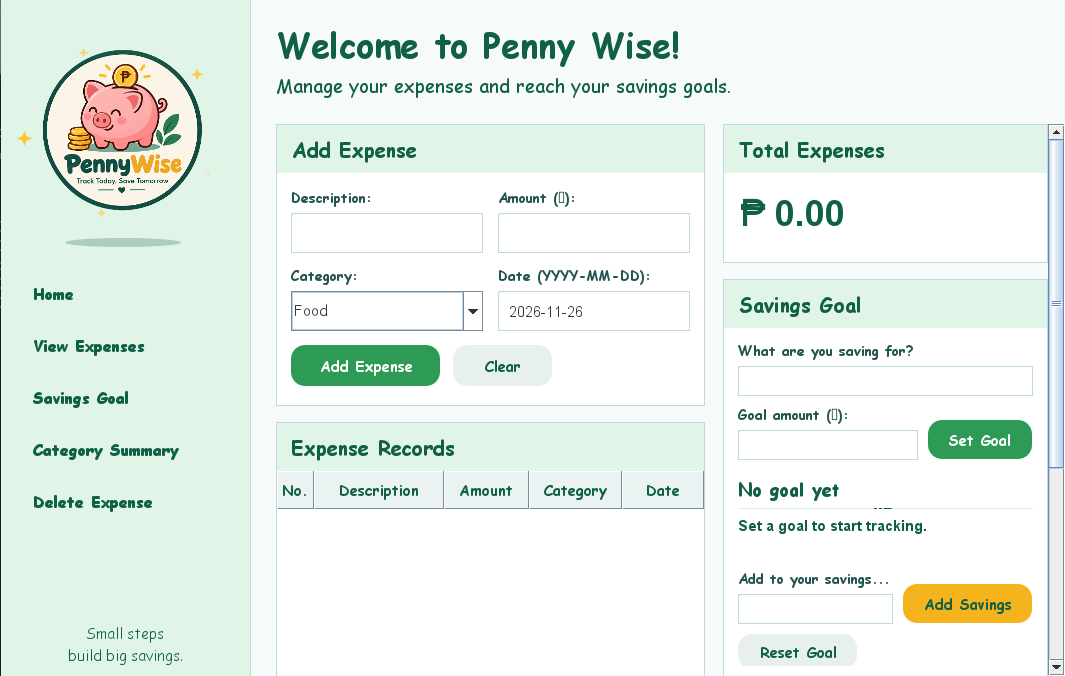 PennyWise
Track Today, Save Tomorrow
Home
View Expenses
Savings Goal
Category Summary
Delete Expense
Small steps
build big savings.
Welcome to Penny Wise!
Manage your expenses and reach your savings goals.
Add Expense
Description:
Amount (▯):
Category:
Date (YYYY-MM-DD):
Food
2026-11-26
Add Expense
Clear
Expense Records
No. Description Amount Category Date
Total Expenses
₱ 0.00
Savings Goal
What are you saving for?
Goal amount (▯):
Set Goal
No goal yet
Set a goal to start tracking.
Add to your savings...
Add Savings
Reset Goal